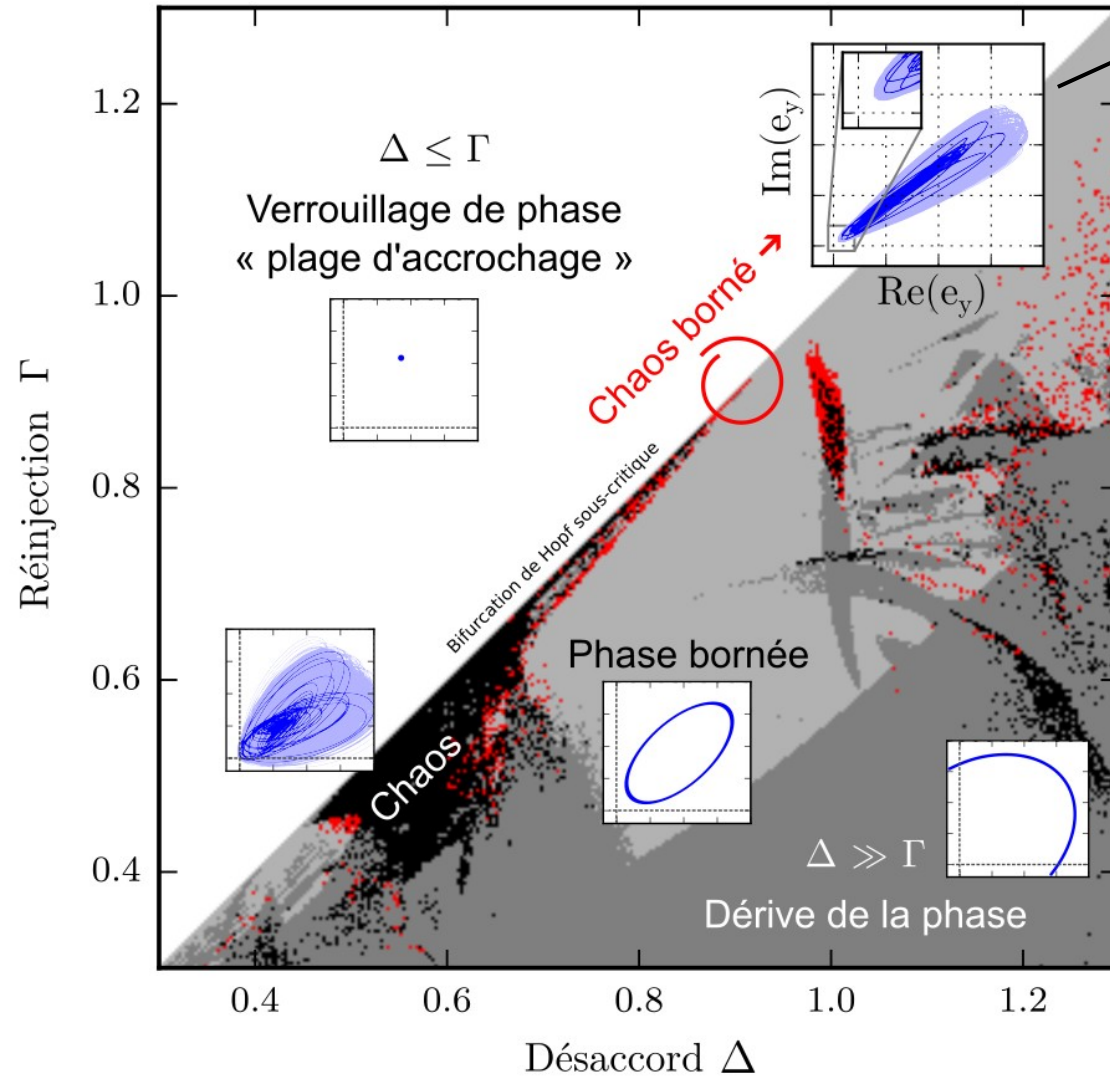 1.2
1.0
0.8
0.6
0.4
Réinjection Γ
Δ ≤ Γ
Verrouillage de phase
« plage d'accrochage »
Im(e_y)
Re(e_y)
Chaos borné ➔
Bifurcation de Hopf sous-critique
Phase bornée
Chaos
Δ ≫ Γ
Dérive de la phase
0.4
0.6
0.8
1.0
1.2
Désaccord Δ